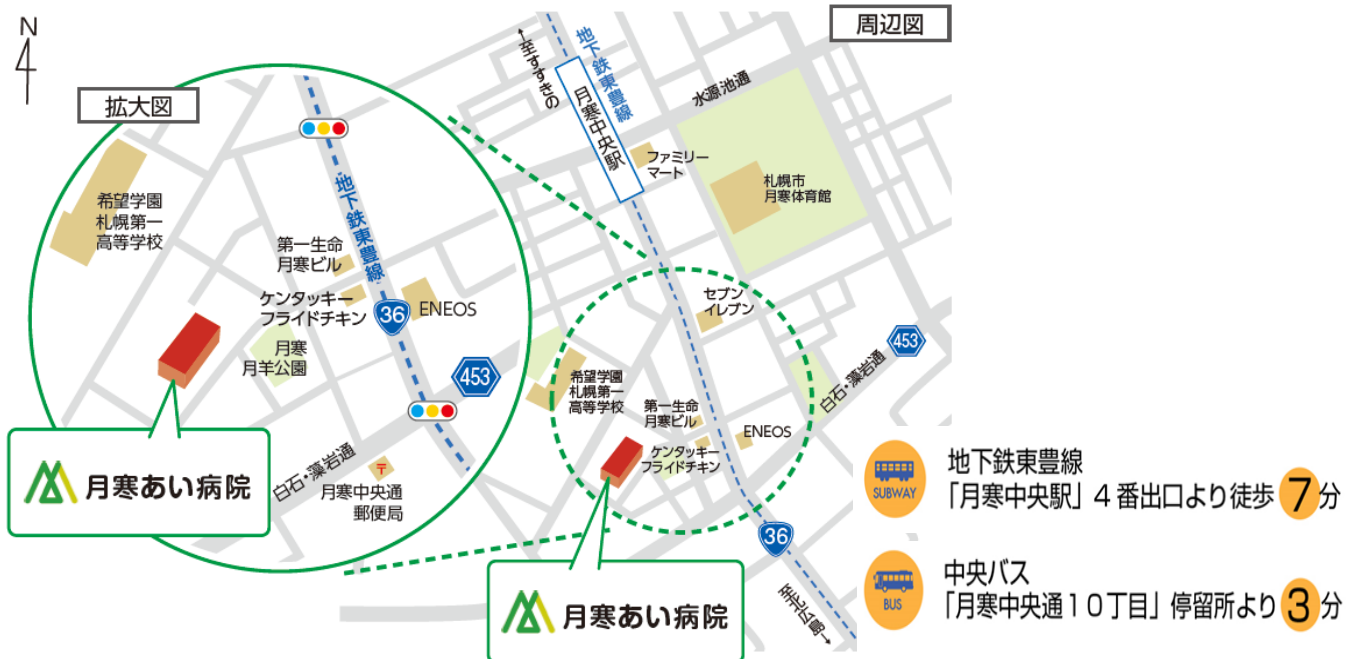 N
拡大図
希望学園
札幌第一
高等学校
地下鉄東豊線
第一生命
月寒ビル
ケンタッキー
フライドチキン
36
ENEOS
月寒
月羊公園
453
白石・藻岩通
〒
月寒中央通
郵便局
月寒あい病院
周辺図
←至すすきの
地下鉄東豊線
月寒中央駅
水源池通
ファミリー
マート
札幌市
月寒体育館
セブン
イレブン
453
白石・藻岩通
希望学園
札幌第一
高等学校
第一生命
月寒ビル
ENEOS
ケンタッキー
フライドチキン
36
至北広島→
月寒あい病院
SUBWAY
地下鉄東豊線
「月寒中央駅」4番出口より徒歩7分
BUS
中央バス
「月寒中央通10丁目」停留所より3分